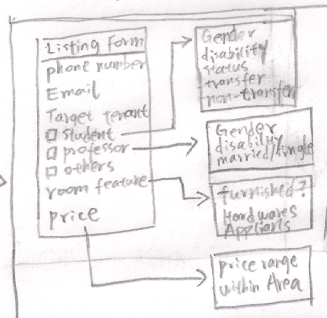 Listing Form
phone number
Email
Target tenant
student
professor
others
room feature
price
Gender
disability
status
transfer
non-transfer
Gender
disability
married/single
furnished?
Hardwares
Applians
price range
within Area